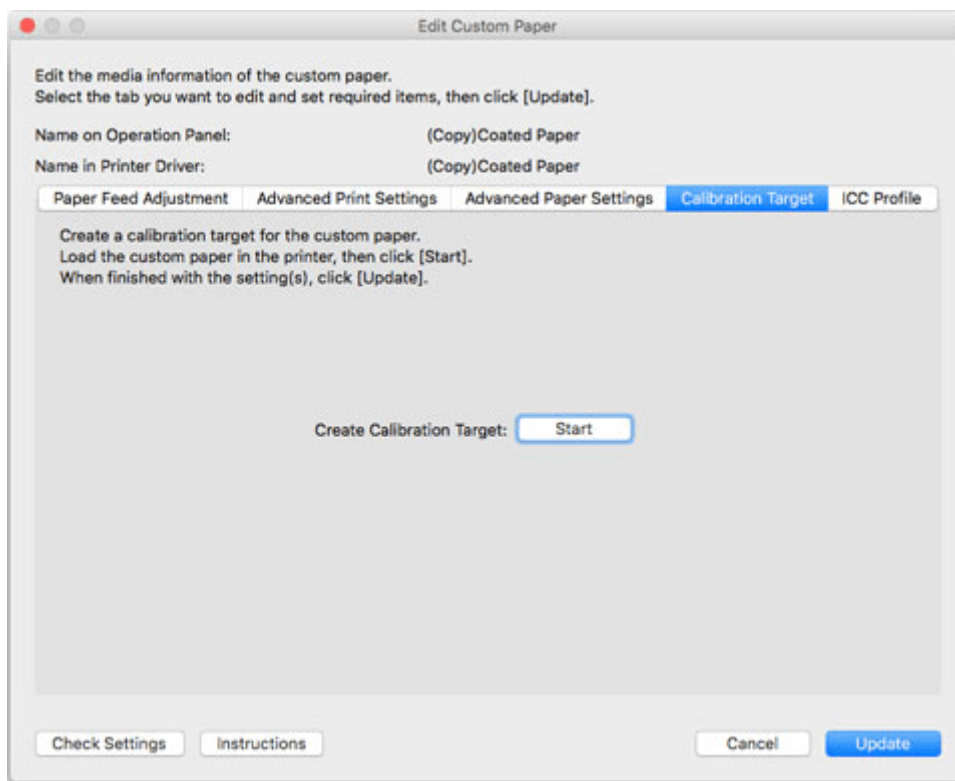 Edit Custom Paper
Edit the media information of the custom paper.
Select the tab you want to edit and set required items, then click [Update].
Name on Operation Panel: (Copy)Coated Paper
Name in Printer Driver: (Copy)Coated Paper
Paper Feed Adjustment Advanced Print Settings Advanced Paper Settings Calibration Target ICC Profile
Create a calibration target for the custom paper.
Load the custom paper in the printer, then click [Start].
When finished with the setting(s), click [Update].
Create Calibration Target: Start
Check Settings Instructions Cancel Update